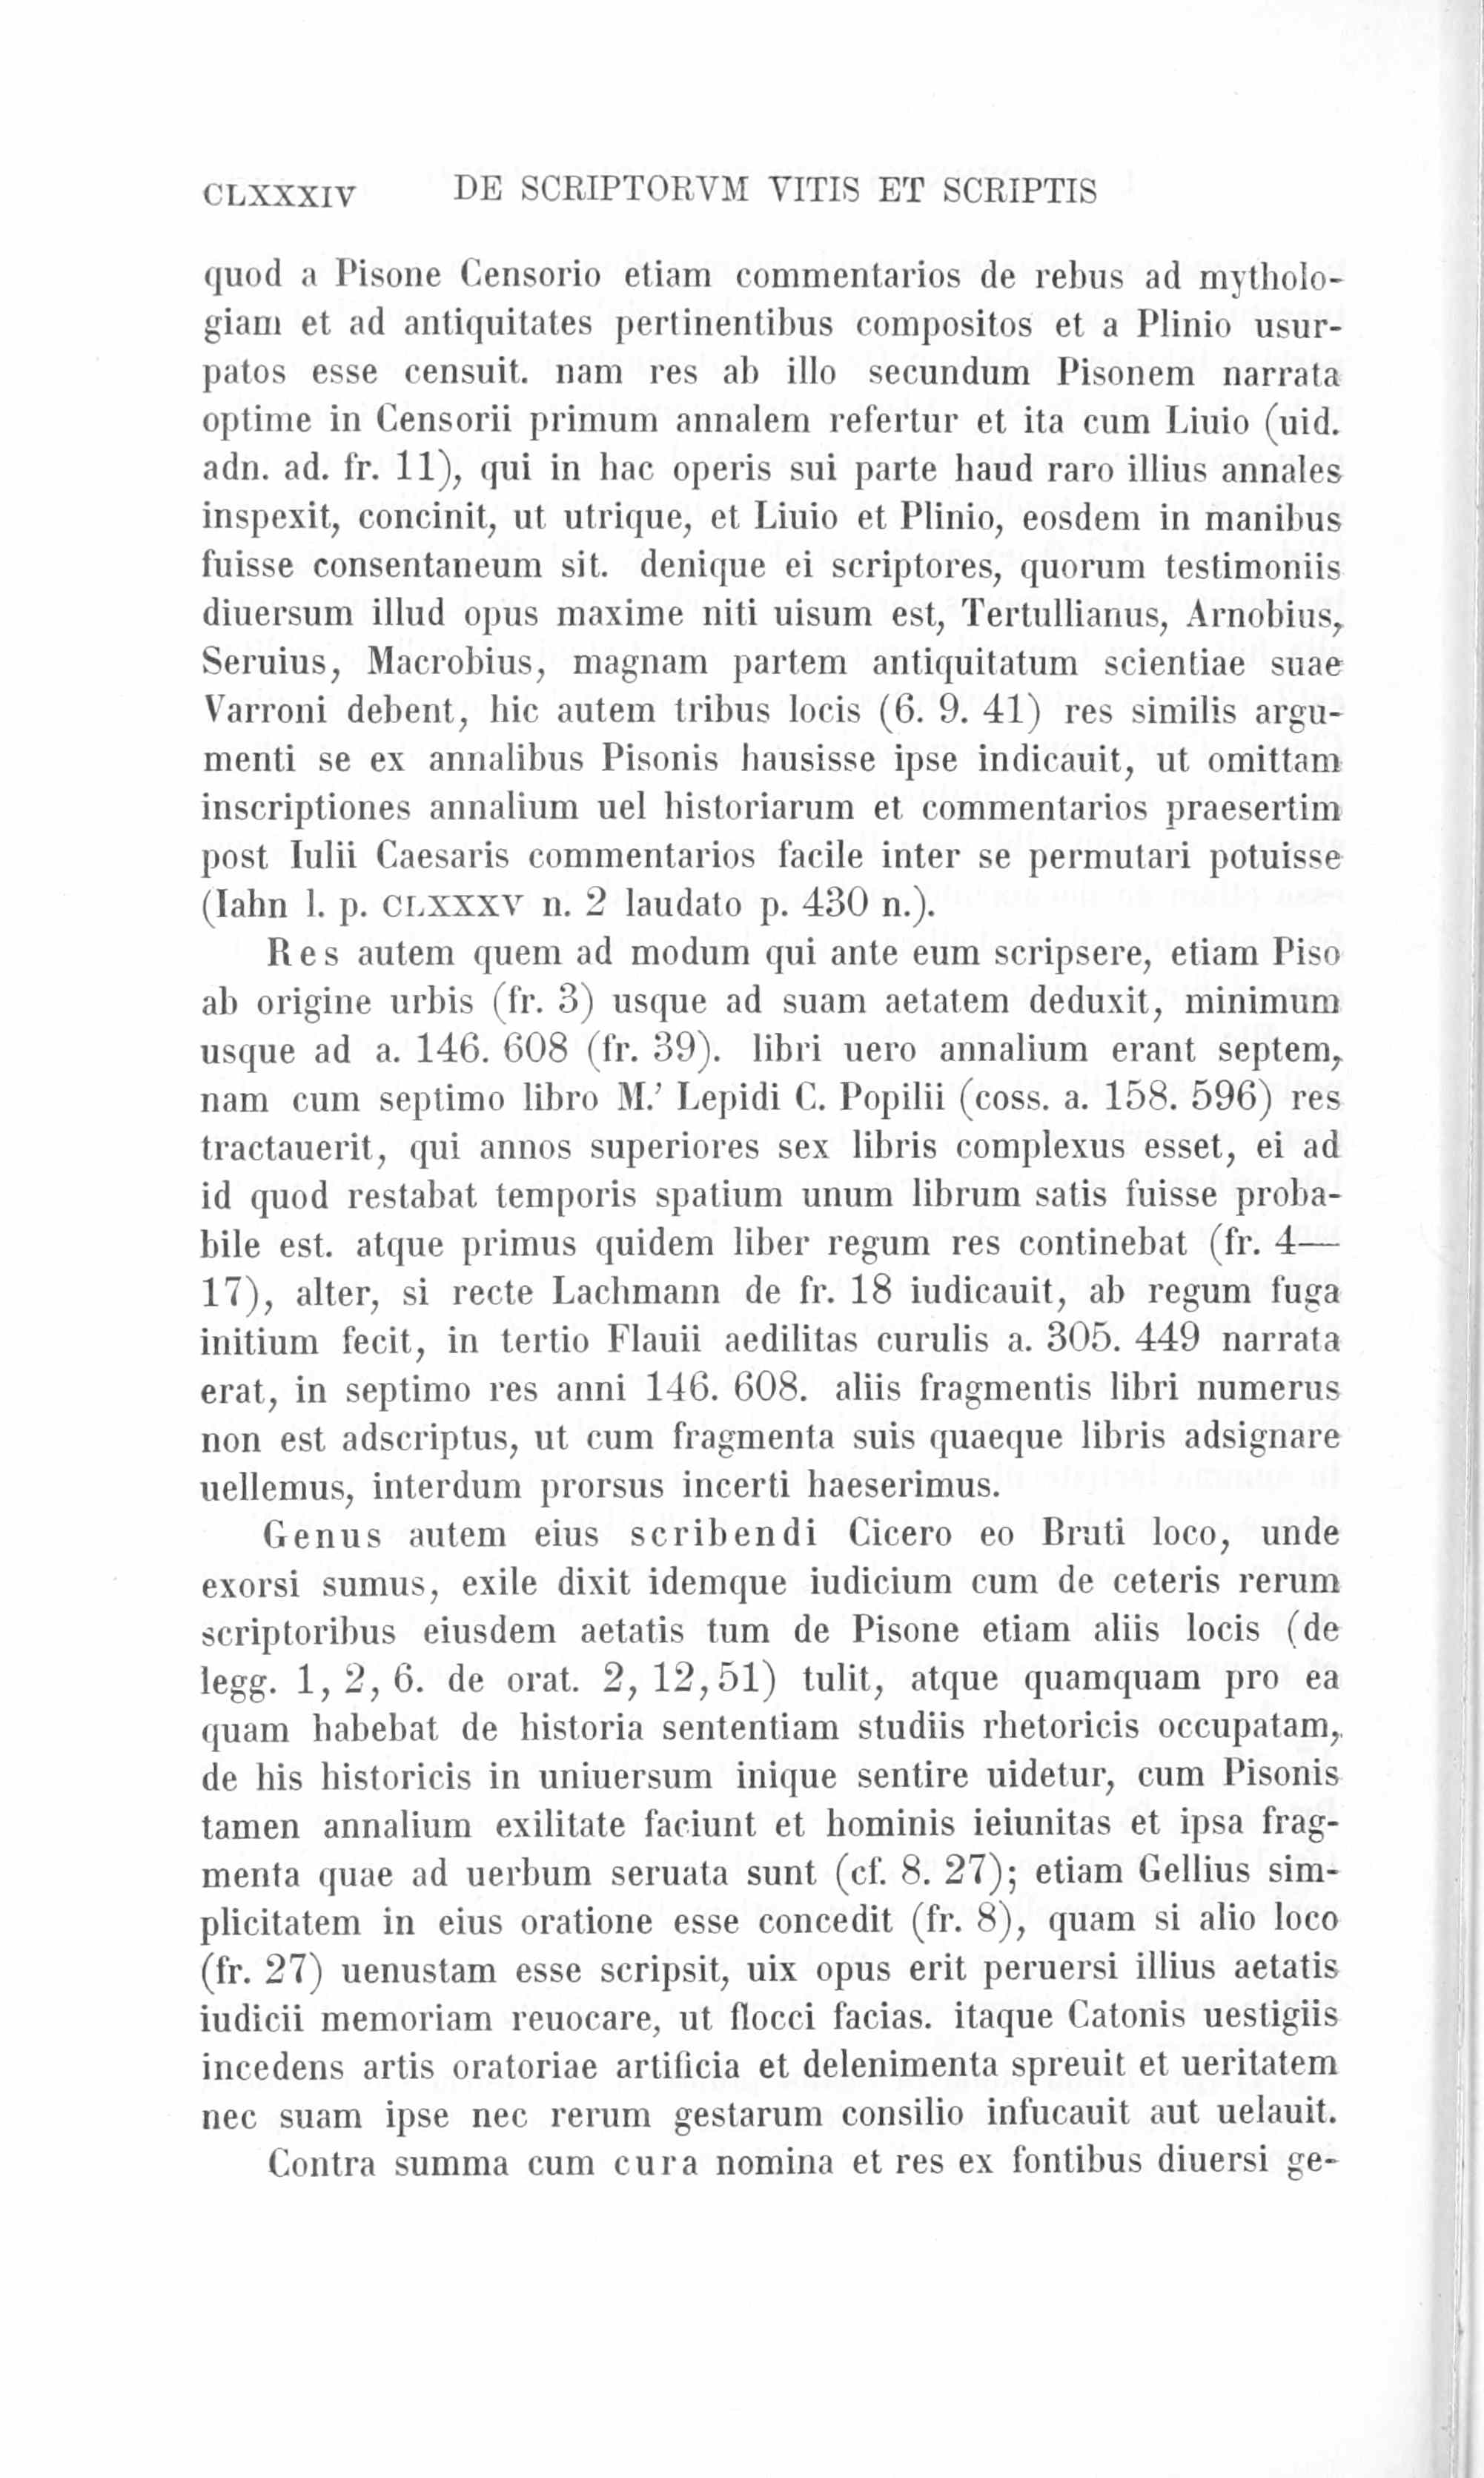 CLXXXIV DE SCRIPTORVM VITIS ET SCRIPTIS
quod a Pisone Censorio etiam commentarios de rebus ad mytholo-
giam et ad antiquitates pertinentibus compositos et a Plinio usur-
patos esse censuit. nam res ab illo secundum Pisonem narrata
optime in Censorii primum annalem refertur et ita cum Liuio (uid.
adn. ad. fr. 11), qui in hac operis sui parte haud raro illius annales
inspexit, concinit, ut utrique, et Liuio et Plinio, eosdem in manibus
fuisse consentaneum sit. denique ei scriptores, quorum testimoniis
diuersum illud opus maxime niti uisum est, Tertullianus, Arnobius,
Seruius, Macrobius, magnam partem antiquitatum scientiae suae
Varroni debent, hic autem tribus locis (6. 9. 41) res similis argu-
menti se ex annalibus Pisonis hausisse ipse indicauit, ut omittam
inscriptiones annalium uel historiarum et commentarios praesertim
post Iulii Caesaris commentarios facile inter se permutari potuisse
(Iahn l. p. CLXXXV n. 2 laudato p. 430 n.).
Res autem quem ad modum qui ante eum scripsere, etiam Piso
ab origine urbis (fr. 3) usque ad suam aetatem deduxit, minimum
usque ad a. 146. 608 (fr. 39). libri uero annalium erant septem,
nam cum septimo libro M.' Lepidi C. Popilii (coss. a. 158. 596) res
tractauerit, qui annos superiores sex libris complexus esset, ei ad
id quod restabat temporis spatium unum librum satis fuisse proba-
bile est. atque primus quidem liber regum res continebat (fr. 4—
17), alter, si recte Lachmann de fr. 18 iudicauit, ab regum fuga
initium fecit, in tertio Flauii aedilitas curulis a. 305. 449 narrata
erat, in septimo res anni 146. 608. aliis fragmentis libri numerus
non est adscriptus, ut cum fragmenta suis quaeque libris adsignare
uellemus, interdum prorsus incerti haeserimus.
Genus autem eius scribendi Cicero eo Bruti loco, unde
exorsi sumus, exile dixit idemque iudicium cum de ceteris rerum
scriptoribus eiusdem aetatis tum de Pisone etiam aliis locis (de
legg. 1, 2, 6. de orat. 2, 12, 51) tulit, atque quamquam pro ea
quam habebat de historia sententiam studiis rhetoricis occupatam,
de his historicis in uniuersum inique sentire uidetur, cum Pisonis
tamen annalium exilitate faciunt et hominis ieiunitas et ipsa frag-
menta quae ad uerbum seruata sunt (cf. 8. 27); etiam Gellius sim-
plicitatem in eius oratione esse concedit (fr. 8), quam si alio loco
(fr. 27) uenustam esse scripsit, uix opus erit peruersi illius aetatis
iudicii memoriam reuocare, ut flocci facias. itaque Catonis uestigiis
incedens artis oratoriae artificia et delenimenta spreuit et ueritatem
nec suam ipse nec rerum gestarum consilio infucauit aut uelauit.
Contra summa cum cura nomina et res ex fontibus diuersi ge-